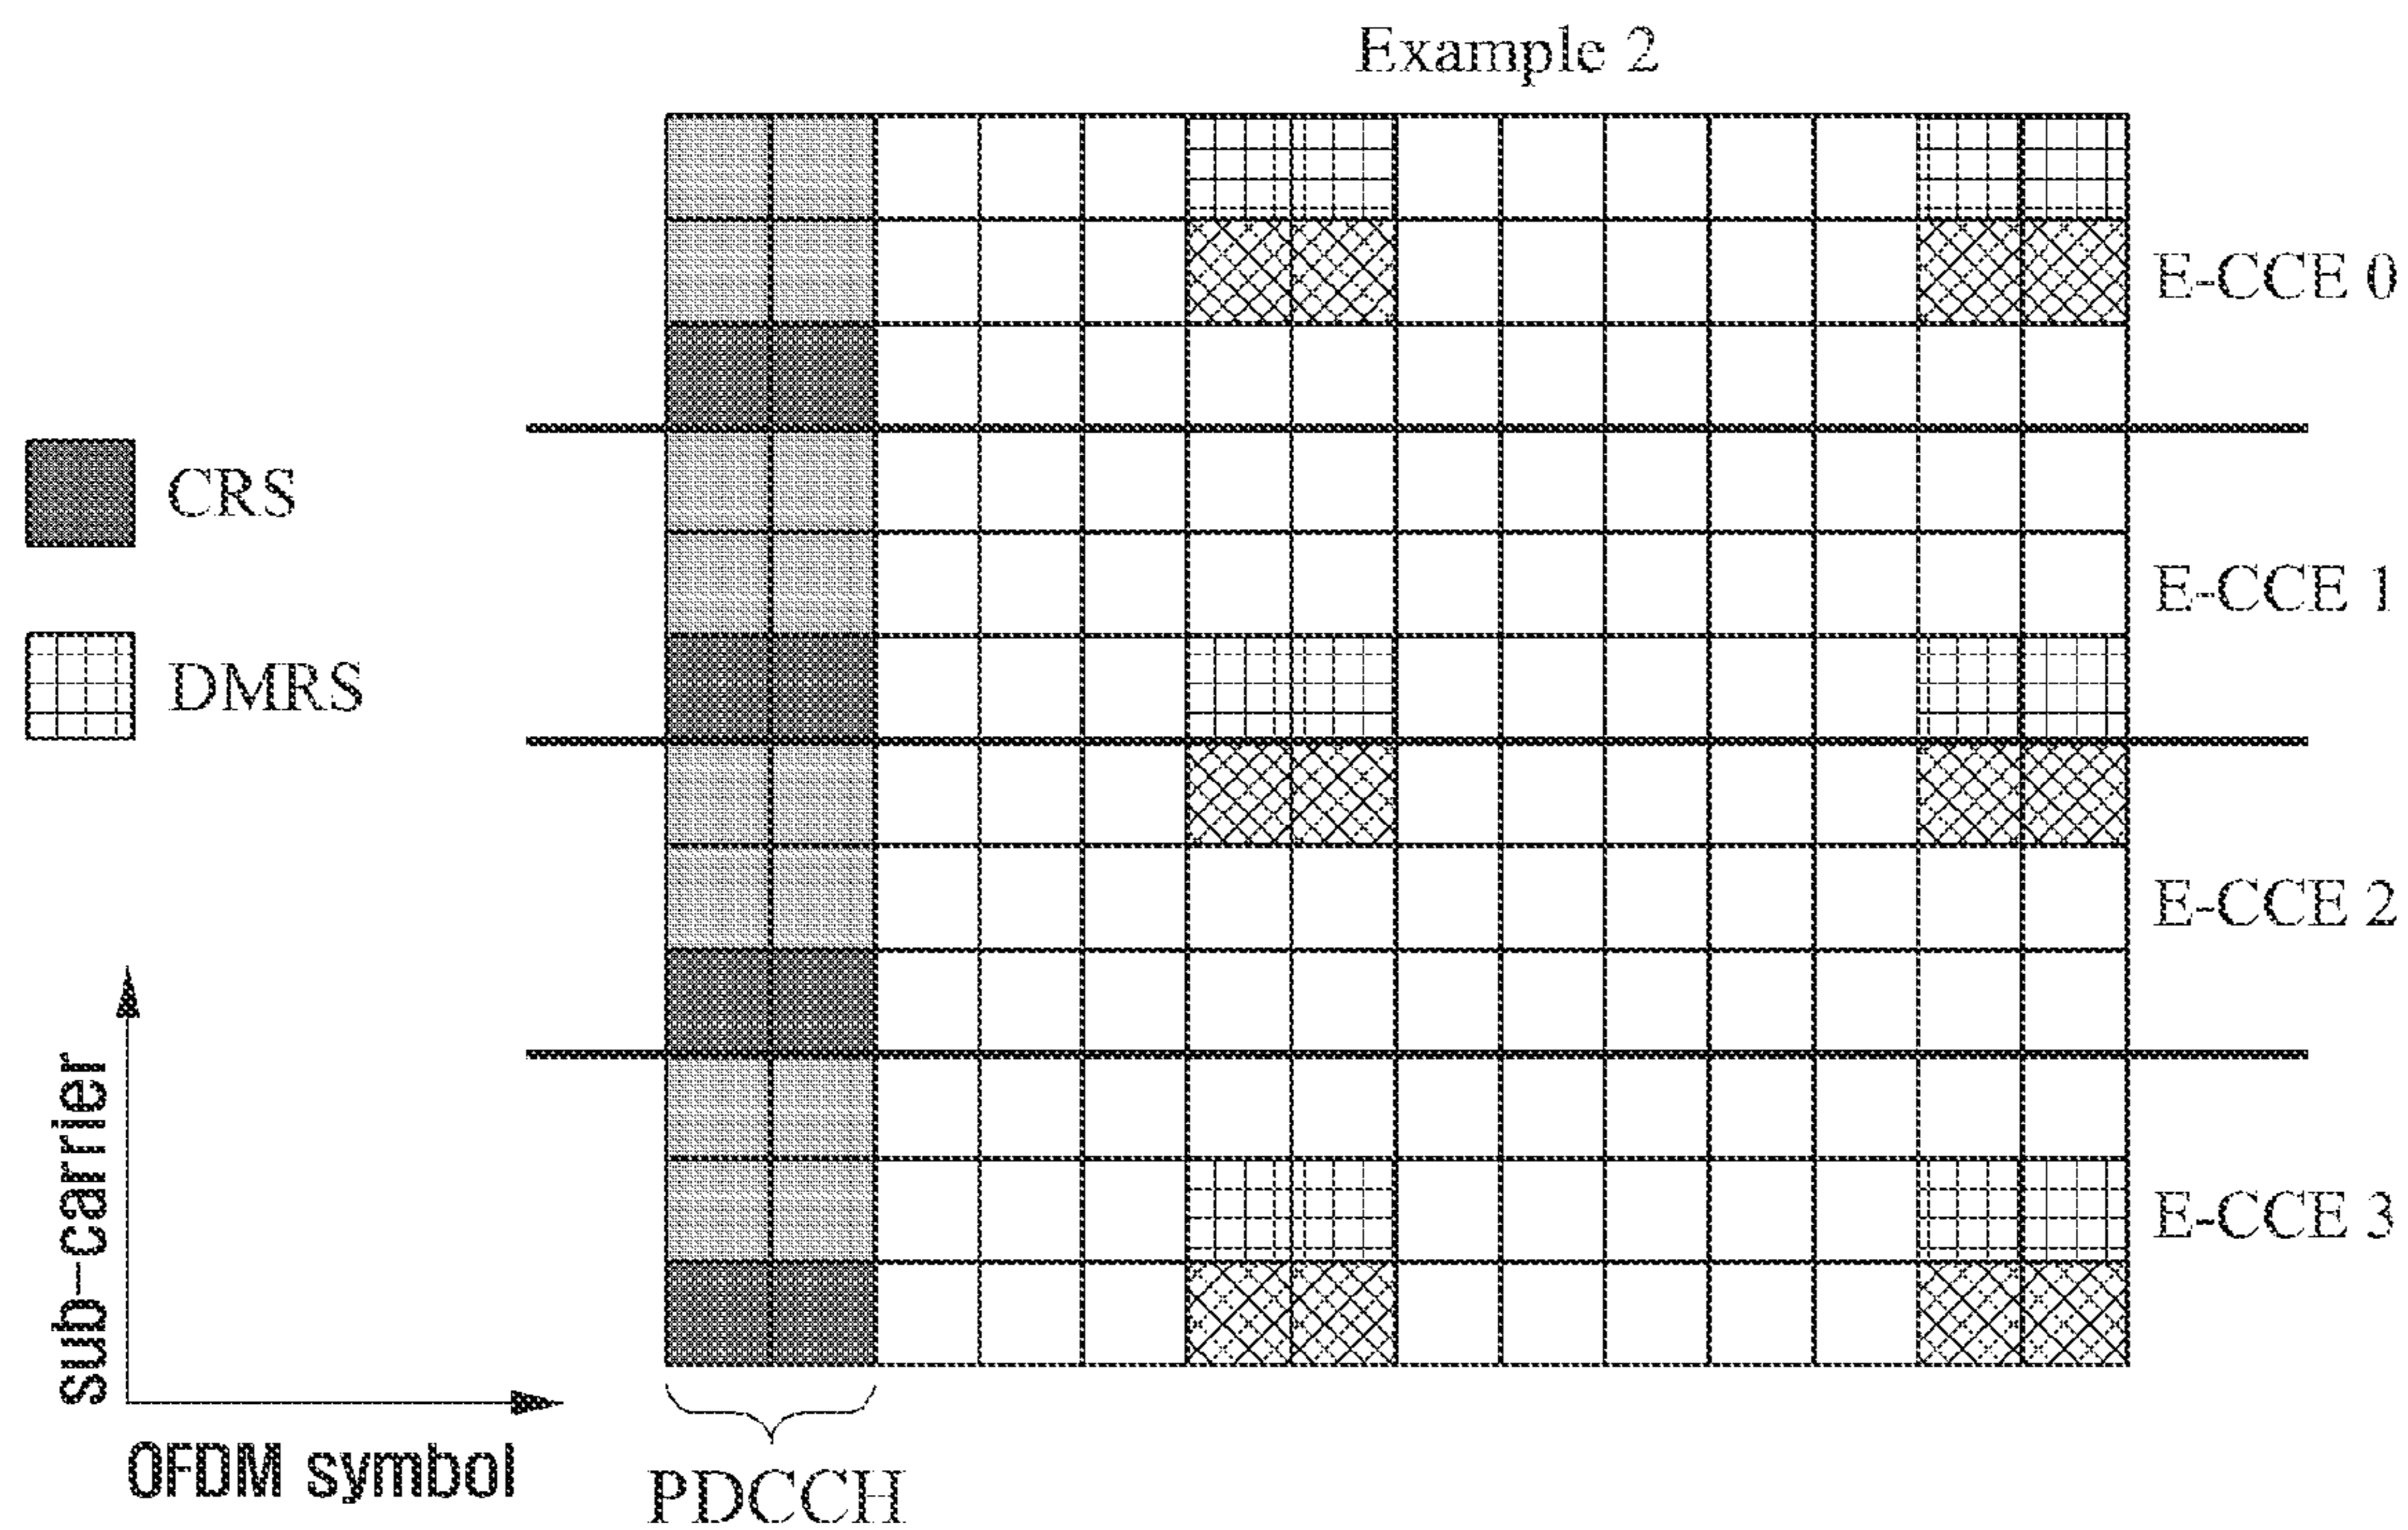 Example 2
E-CCE 0
CRS
E-CCE 1
DMRS
E-CCE 2
sub-carrier
E-CCE 3
OFDM symbol
PDCCH